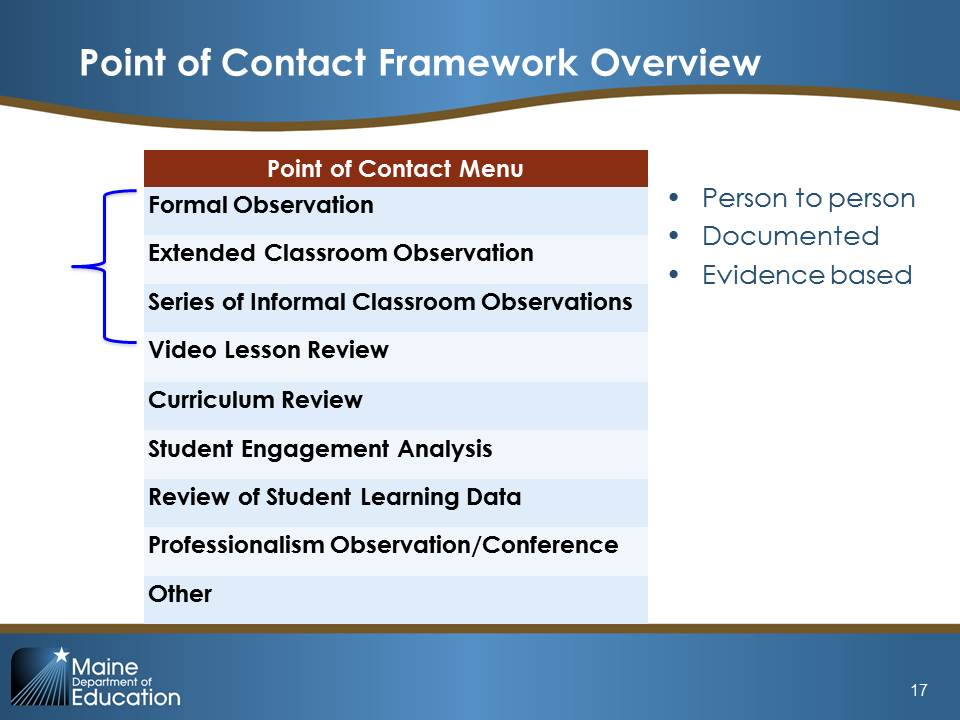 Point of Contact Framework Overview
Point of Contact Menu
Formal Observation
Extended Classroom Observation
Series of Informal Classroom Observations
Video Lesson Review
Curriculum Review
Student Engagement Analysis
Review of Student Learning Data
Professionalism Observation/Conference
Other
• Person to person
• Documented
• Evidence based
Maine
Department of
Education
17